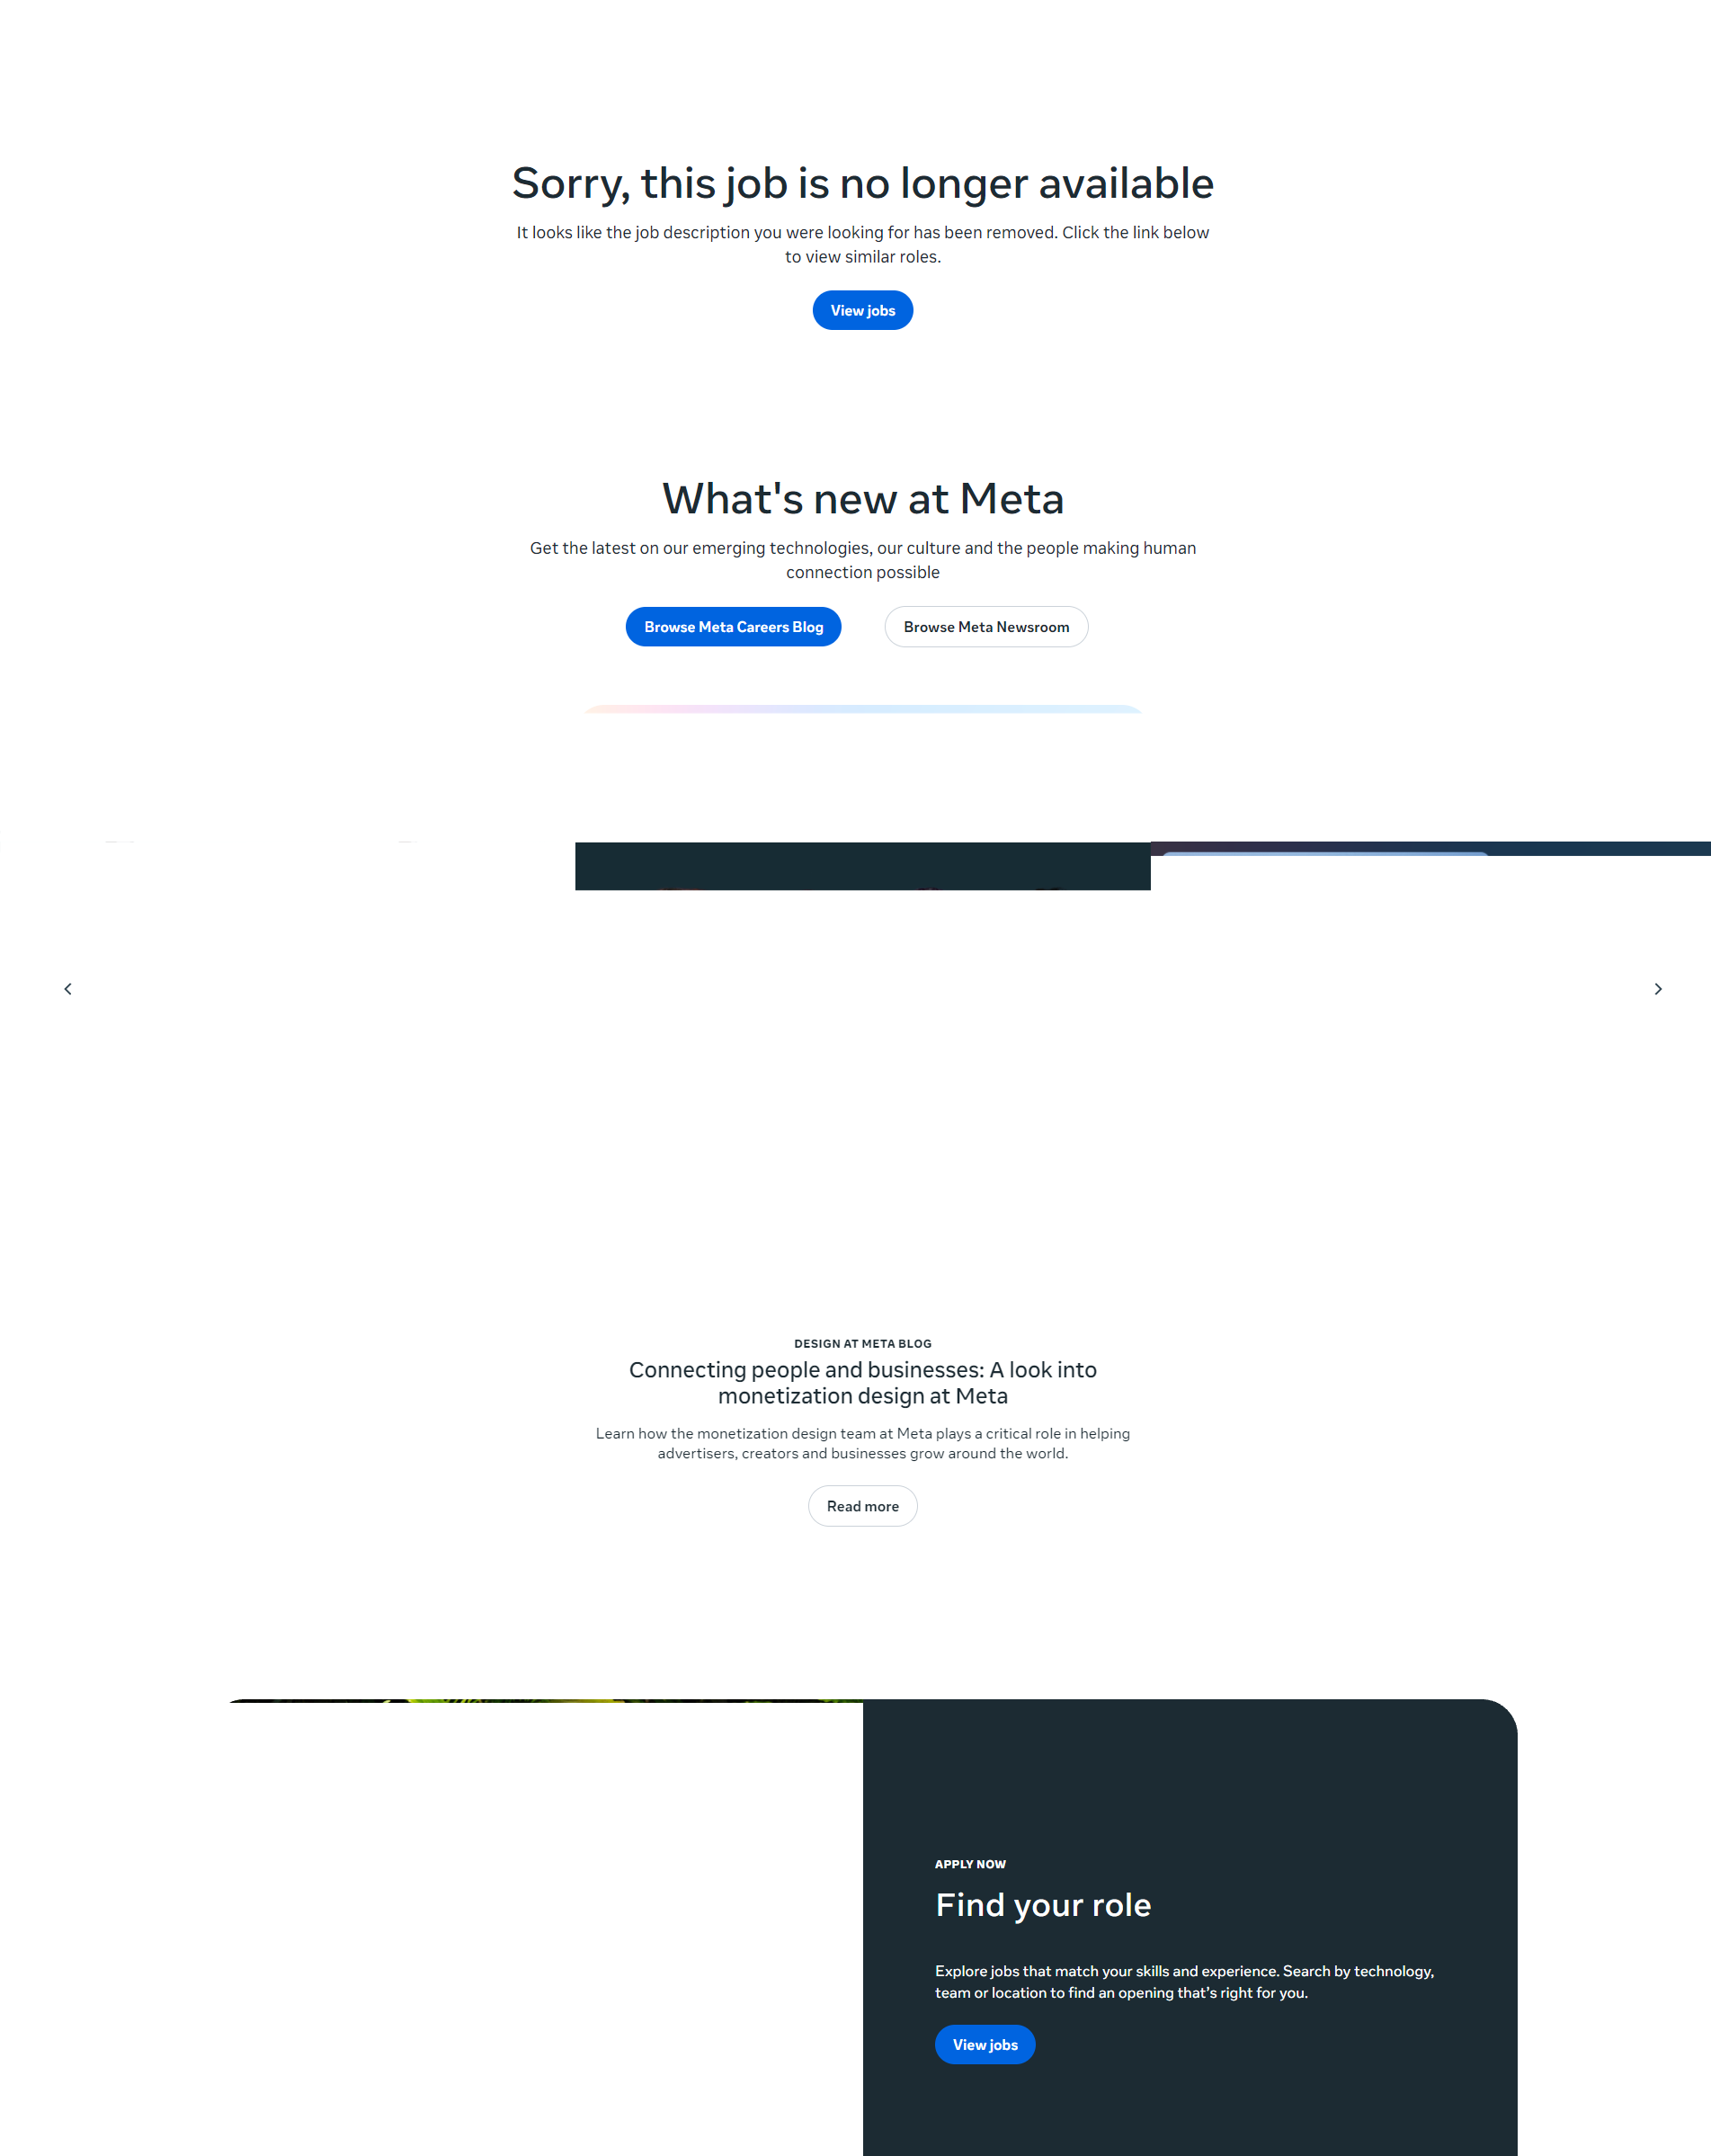 Sorry, this job is no longer available
It looks like the job description you were looking for has been removed. Click the link below
to view similar roles.
View jobs
What's new at Meta
Get the latest on our emerging technologies, our culture and the people making human
connection possible
Browse Meta Careers Blog
Browse Meta Newsroom
DESIGN AT META BLOG
Connecting people and businesses: A look into
monetization design at Meta
Learn how the monetization design team at Meta plays a critical role in helping
advertisers, creators and businesses grow around the world.
Read more
APPLY NOW
Find your role
Explore jobs that match your skills and experience. Search by technology,
team or location to find an opening that’s right for you.
View jobs